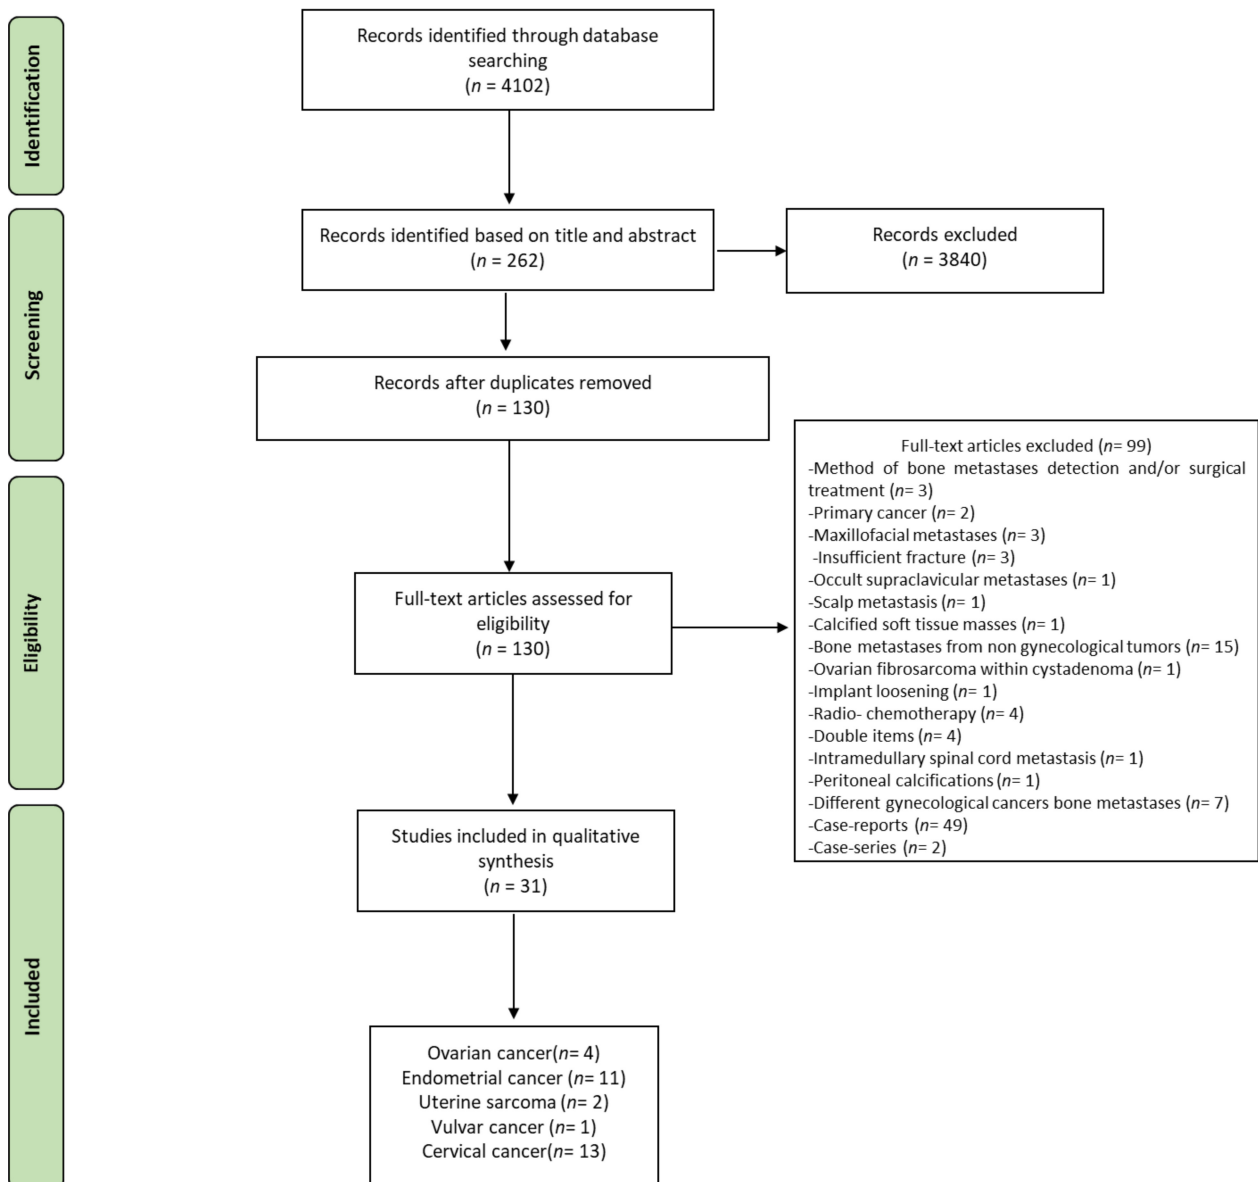 Identification
Records identified through database
searching
(n = 4102)
Screening
Records identified based on title and abstract
(n = 262)
Records excluded
(n = 3840)
Records after duplicates removed
(n = 130)
Eligibility
Full-text articles assessed for
eligibility
(n = 130)
Full-text articles excluded (n= 99)
-Method of bone metastases detection and/or surgical
treatment (n= 3)
-Primary cancer (n= 2)
-Maxillofacial metastases (n= 3)
-Insufficient fracture (n= 3)
-Occult supraclavicular metastases (n= 1)
-Scalp metastasis (n= 1)
-Calcified soft tissue masses (n= 1)
-Bone metastases from non gynecological tumors (n= 15)
-Ovarian fibrosarcoma within cystadenoma (n= 1)
-Implant loosening (n= 1)
-Radio- chemotherapy (n= 4)
-Double items (n= 4)
-Intramedullary spinal cord metastasis (n= 1)
-Peritoneal calcifications (n= 1)
-Different gynecological cancers bone metastases (n= 7)
-Case-reports (n= 49)
-Case-series (n= 2)
Included
Studies included in qualitative
synthesis
(n = 31)
Ovarian cancer(n= 4)
Endometrial cancer (n= 11)
Uterine sarcoma (n= 2)
Vulvar cancer (n= 1)
Cervical cancer(n= 13)